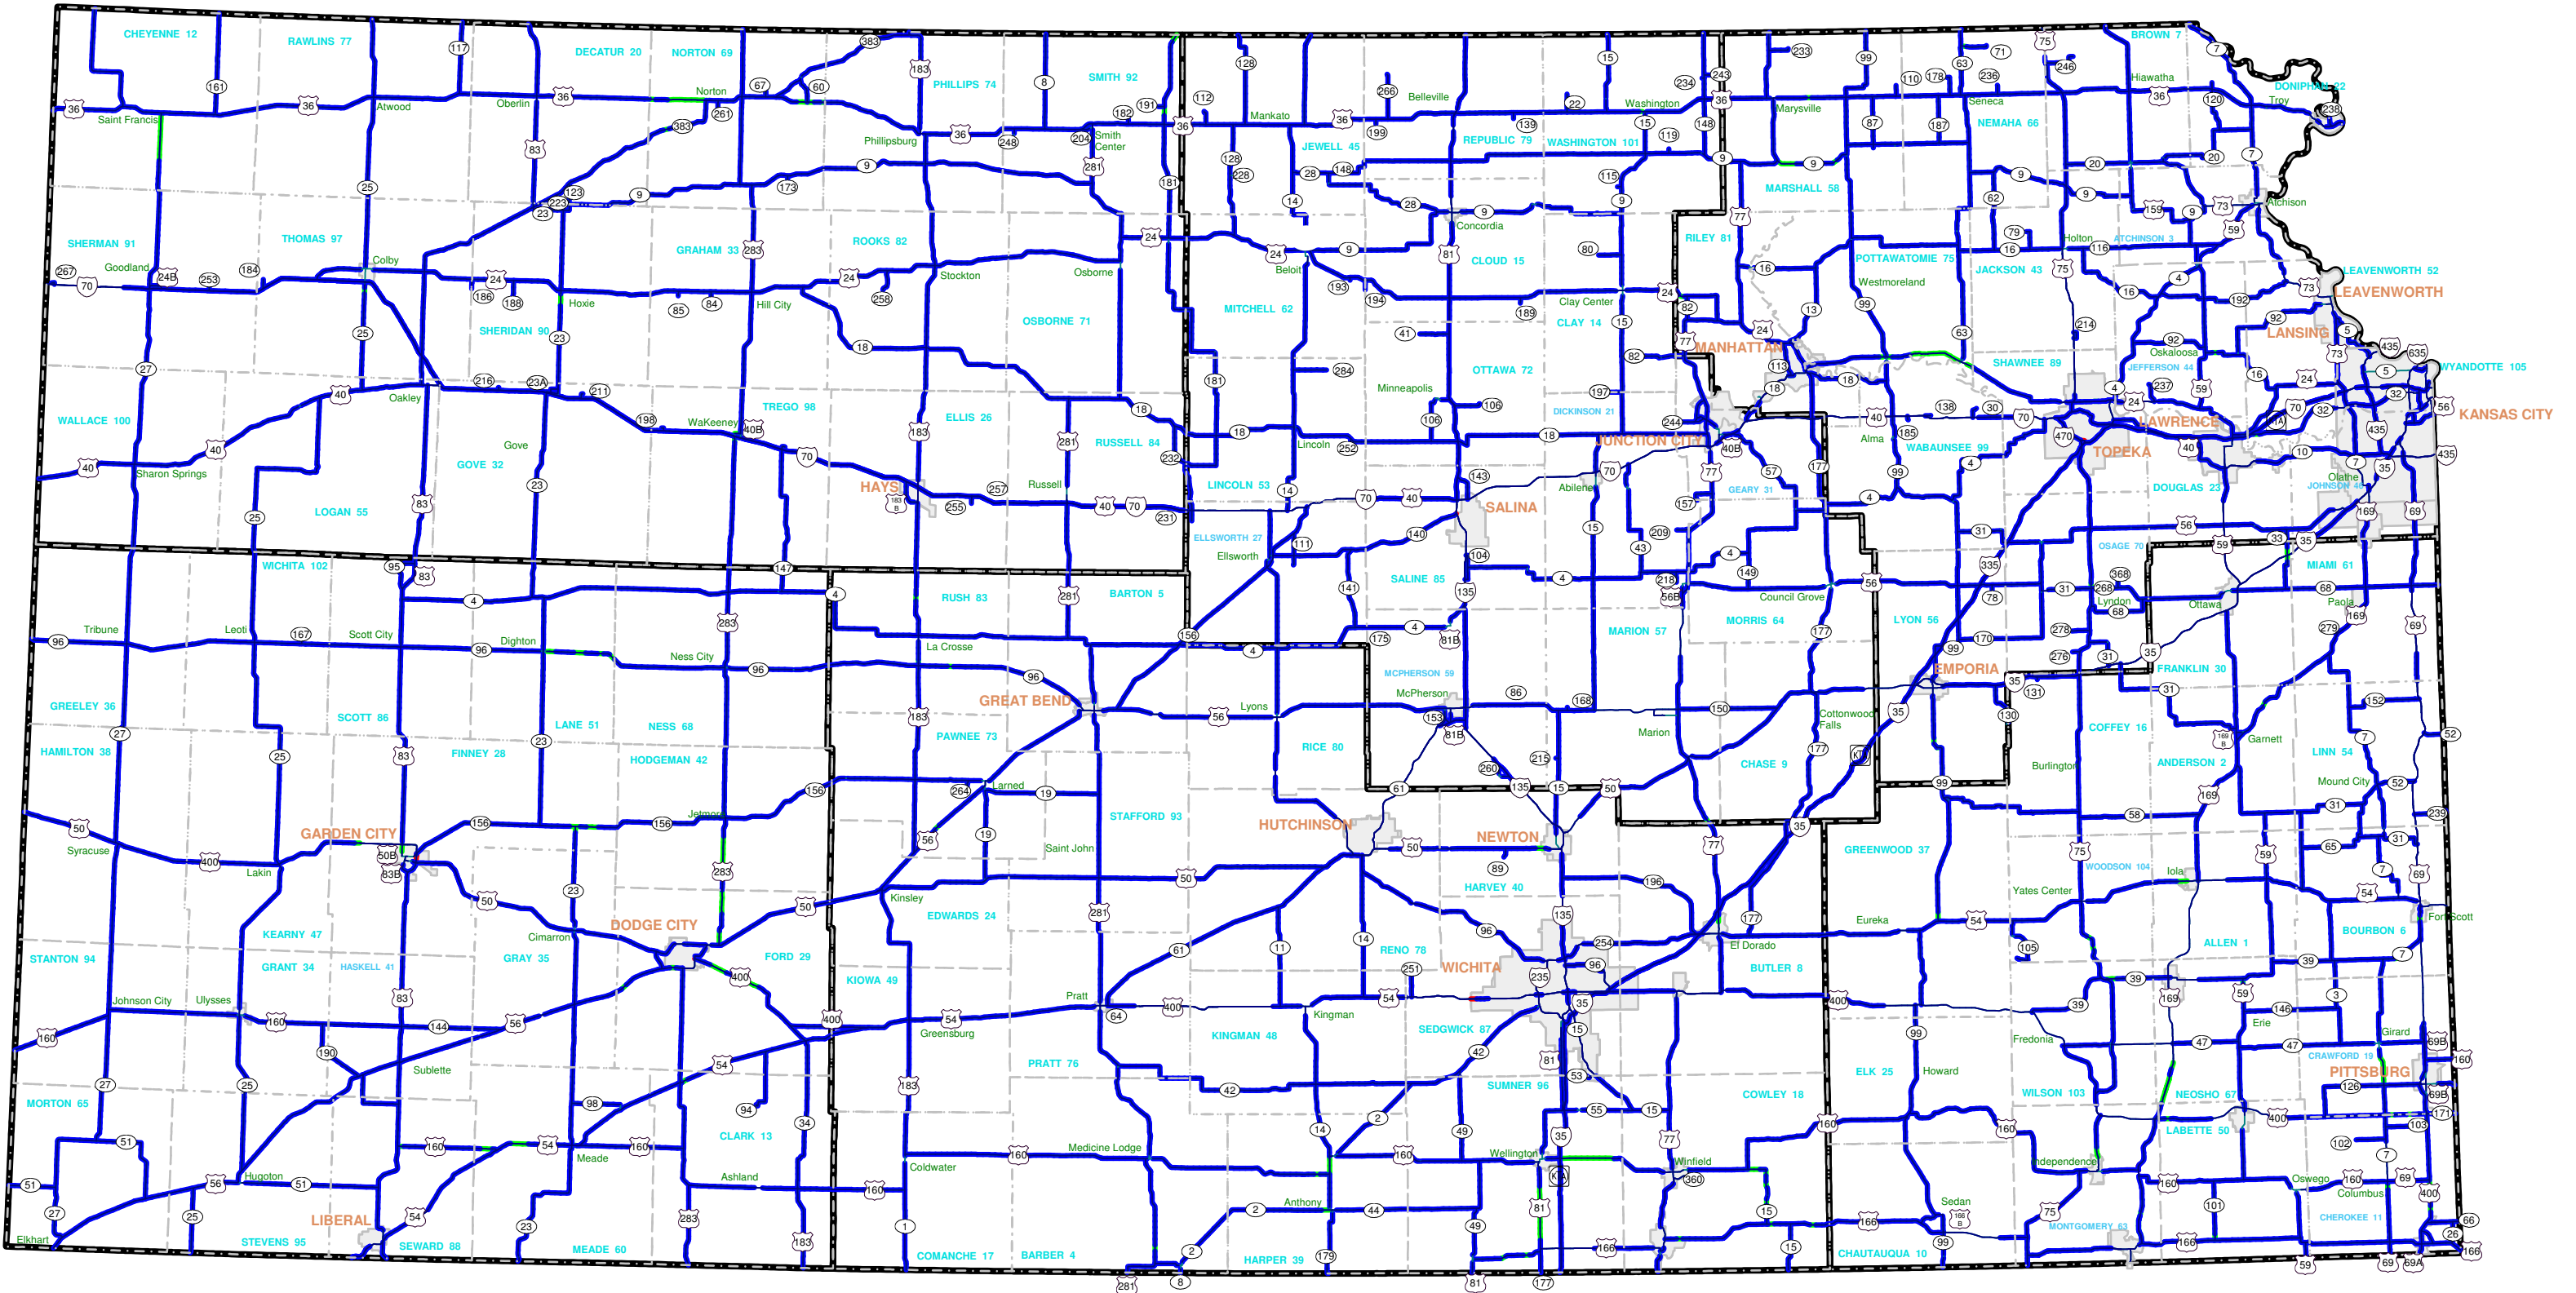 CHEYENNE 12
RAWLINS 77
DECATUR 20
NORTON 69
PHILLIPS 74
SMITH 92
JEWELL 45
REPUBLIC 79
WASHINGTON 101
MARSHALL 58
NEMAHA 66
BROWN 7
DONIPHAN 22
Saint Francis
Atwood
Oberlin
Norton
Phillipsburg
Smith
Center
Mankato
Belleville
Washington
Marysville
Seneca
Hiawatha
Troy
Atchison
SHERMAN 91
THOMAS 97
SHERIDAN 90
GRAHAM 33
ROOKS 82
OSBORNE 71
MITCHELL 62
CLOUD 15
CLAY 14
RILEY 81
POTTAWATOMIE 75
JACKSON 43
ATCHINSON 3
LEAVENWORTH 52
Goodland
Colby
Hoxie
Hill City
Stockton
Osborne
Beloit
Concordia
Clay Center
Westmoreland
Holton
LEAVENWORTH
LANSING
MANHATTAN
Oskaloosa
WALLACE 100
LOGAN 55
GOVE 32
TREGO 98
ELLIS 26
RUSSELL 84
LINCOLN 53
OTTAWA 72
DICKINSON 21
GEARY 31
WABAUNSEE 99
SHAWNEE 89
JEFFERSON 44
WYANDOTTE 105
DOUGLAS 23
JOHNSON 46
Sharon Springs
Oakley
Gove
WaKeeney
HAYS
Russell
Lincoln
Minneapolis
SALINA
Abilene
JUNCTION CITY
Alma
TOPEKA
LAWRENCE
KANSAS CITY
Olathe
ELLSWORTH 27
Ellsworth
SALINE 85
WICHITA 102
RUSH 83
BARTON 5
MARION 57
MORRIS 64
LYON 56
OSAGE 70
MIAMI 61
FRANKLIN 30
Council Grove
Lyndon
Ottawa
Paola
Tribune
Leoti
Scott City
Dighton
Ness City
La Crosse
GREAT BEND
Lyons
McPherson
MCPHERSON 59
Marion
Cottonwood
Falls
EMPORIA
Burlington
Garnett
Mound City
GREELEY 36
HAMILTON 38
SCOTT 86
FINNEY 28
LANE 51
NESS 68
HODGEMAN 42
PAWNEE 73
STAFFORD 93
RICE 80
CHASE 9
COFFEY 16
ANDERSON 2
LINN 54
Syracuse
Lakin
GARDEN CITY
Jetmore
Larned
Saint John
HUTCHINSON
NEWTON
HARVEY 40
GREENWOOD 37
WOODSON 104
Yates Center
Iola
Eureka
El Dorado
Fort Scott
KEARNY 47
STANTON 94
GRANT 34
HASKELL 41
GRAY 35
FORD 29
KIOWA 49
EDWARDS 24
RENO 78
BUTLER 8
ALLEN 1
BOURBON 6
Cimarron
DODGE CITY
Kinsley
WICHITA
Johnson City
Ulysses
Sublette
Greensburg
Pratt
Kingman
PRATT 76
KINGMAN 48
SEDGWICK 87
SUMNER 96
COWLEY 18
ELK 25
WILSON 103
NEOSHO 67
CRAWFORD 19
Fredonia
Howard
Erie
Girard
PITTSBURG
MORTON 65
STEVENS 95
SEWARD 88
MEADE 60
CLARK 13
COMANCHE 17
BARBER 4
HARPER 39
CHAUTAUQUA 10
MONTGOMERY 63
LABETTE 50
CHEROKEE 11
Elkhart
Hugoton
LIBERAL
Meade
Ashland
Coldwater
Medicine Lodge
Anthony
Wellington
Winfield
Sedan
Independence
Oswego
Columbus